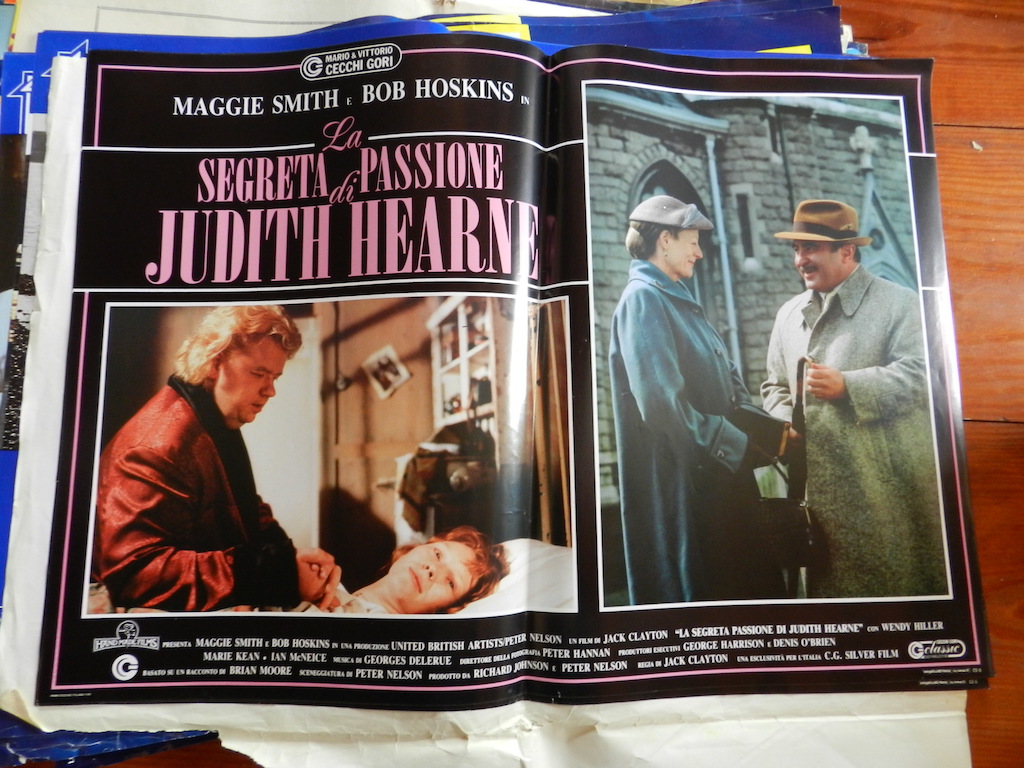 MARIO & VITTORIO
CECCHI GORI
MAGGIE SMITH E BOB HOSKINS IN
La
SEGRETA di PASSIONE
JUDITH HEARNE
HANDMADE FILMS PRESENTA MAGGIE SMITH E BOB HOSKINS IN UNA PRODUZIONE UNITED BRITISH ARTISTS/PETER NELSON UN FILM DI JACK CLAYTON "LA SEGRETA PASSIONE DI JUDITH HEARNE" CON WENDY HILLER
MARIE KEAN • IAN McNEICE MUSICA DI GEORGES DELERUE DIRETTORE DELLA FOTOGRAFIA PETER HANNAN PRODUTTORI ESECUTIVI GEORGE HARRISON E DENIS O'BRIEN
BASATO SU UN RACCONTO DI BRIAN MOORE SCENEGGIATURA DI PETER NELSON PRODOTTO DA RICHARD JOHNSON E PETER NELSON REGIA DI JACK CLAYTON UNA ESCLUSIVITÀ PER L'ITALIA C.G. SILVER FILM
classic